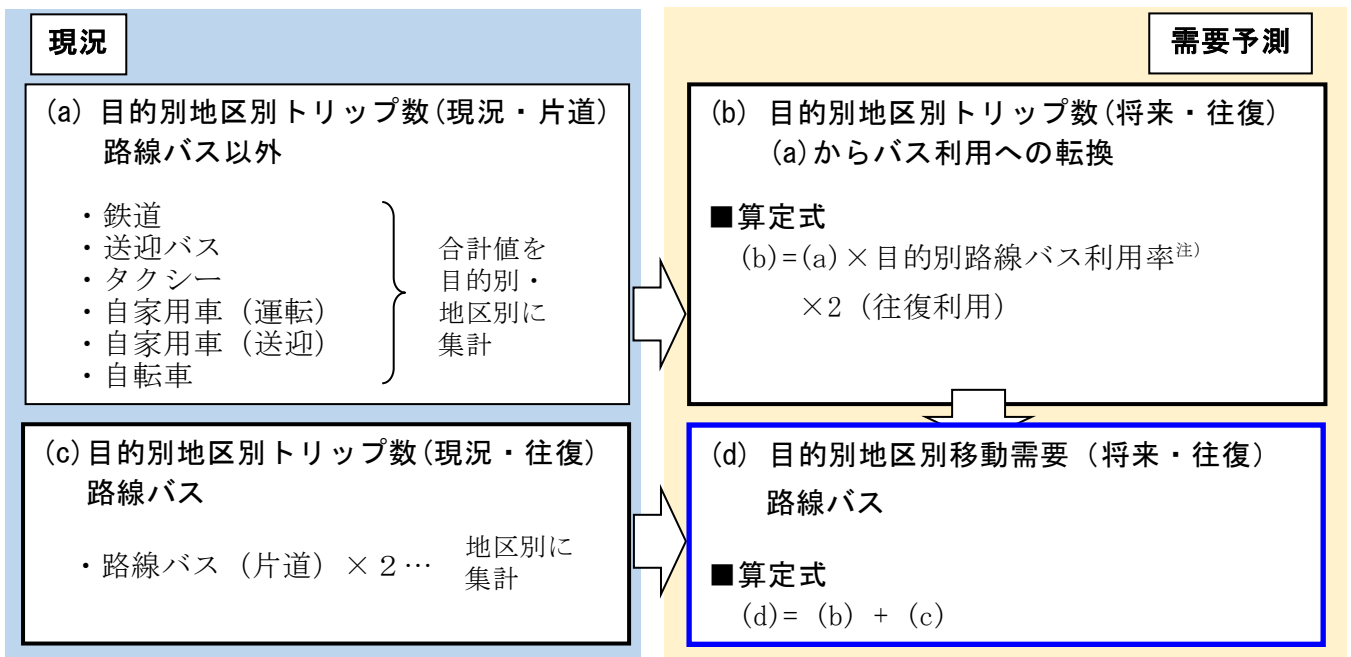 現況
(a) 目的別地区別トリップ数(現況・片道)
路線バス以外
・鉄道
・送迎バス
・タクシー
・自家用車（運転）
・自家用車（送迎）
・自転車
合計値を
目的別・
地区別に
集計
(c)目的別地区別トリップ数(現況・往復)
路線バス
・路線バス（片道）×２…
地区別に
集計
需要予測
(b) 目的別地区別トリップ数(将来・往復)
(a)からバス利用への転換
■算定式
(b)=(a)×目的別路線バス利用率注)
×2（往復利用）
(d) 目的別地区別移動需要（将来・往復）
路線バス
■算定式
(d)= (b) + (c)